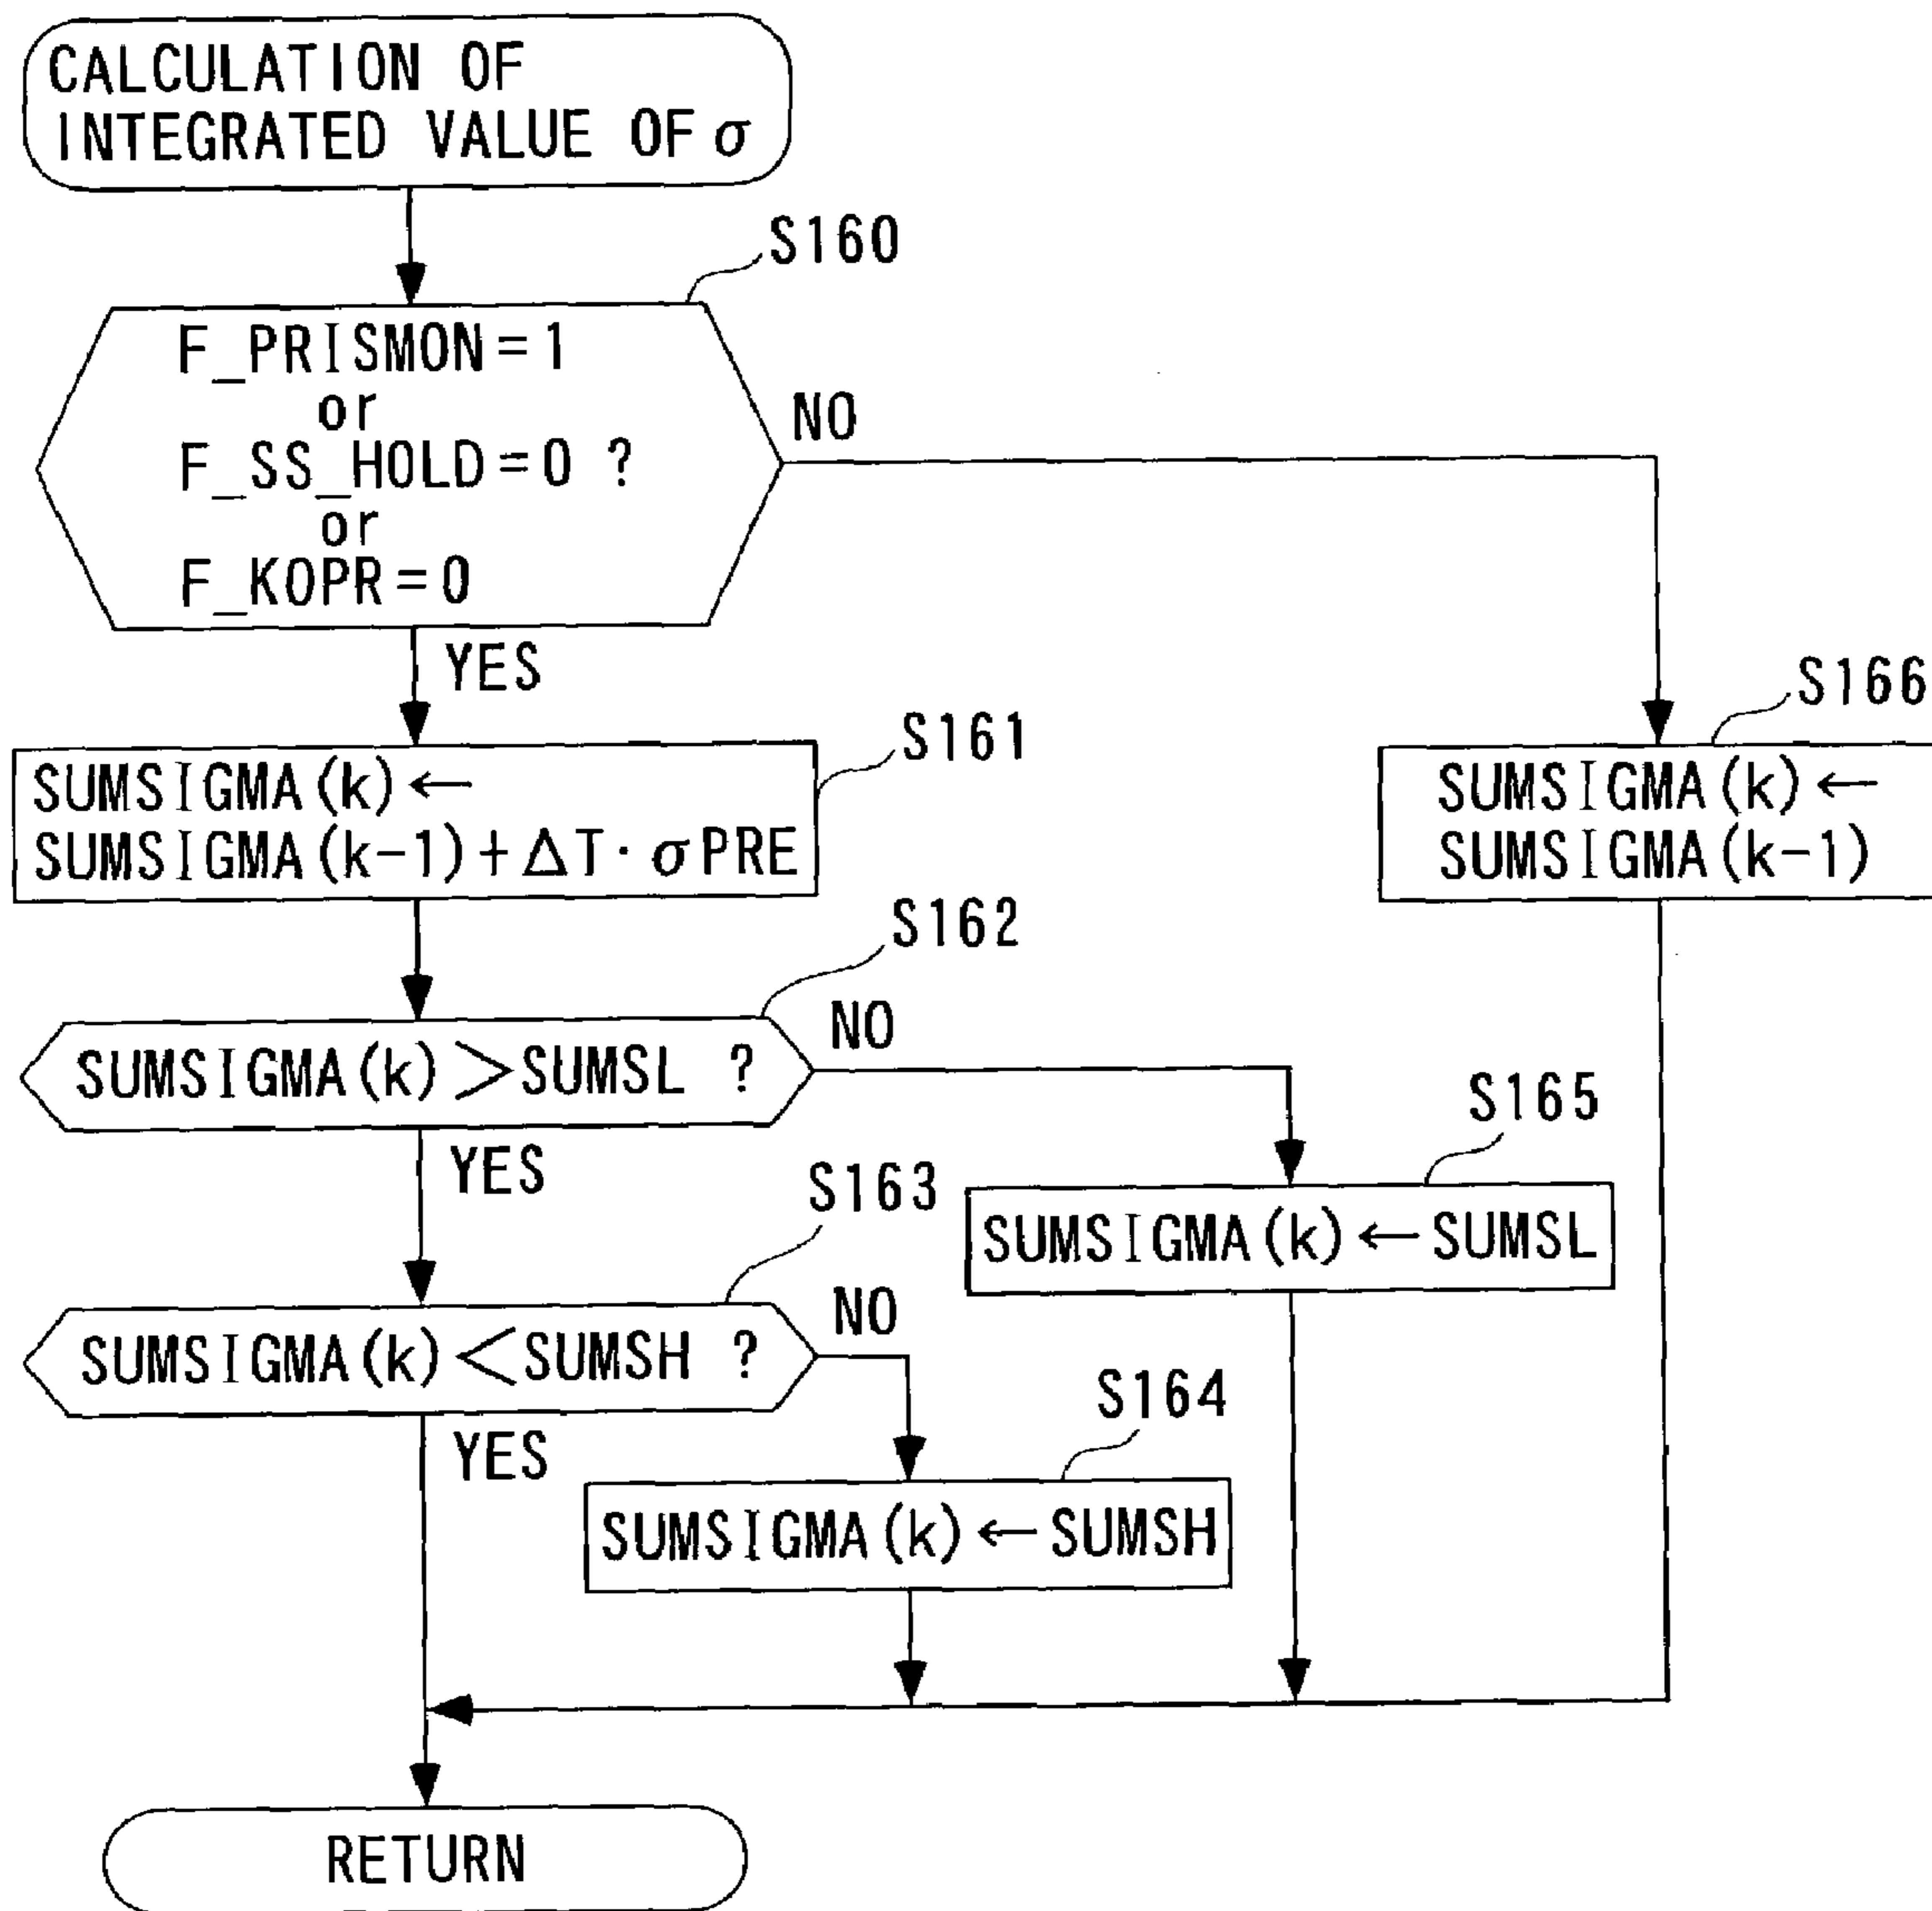 CALCULATION OF
INTEGRATED VALUE OF σ
S160
F_PRISMON=1
or
F_SS_HOLD=0 ?
or
F_KOPR=0
NO
YES
S161
SUMSIGMA(k)←
SUMSIGMA(k-1)+ΔT·σPRE
S166
SUMSIGMA(k)←
SUMSIGMA(k-1)
S162
SUMSIGMA(k)>SUMSL ?
NO
YES
S165
SUMSIGMA(k)←SUMSL
S163
SUMSIGMA(k)<SUMSH ?
NO
YES
S164
SUMSIGMA(k)←SUMSH
RETURN